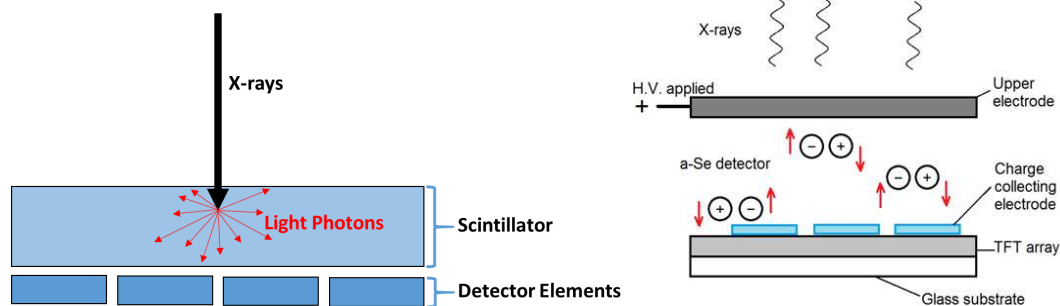 X-rays
Light Photons
Scintillator
Detector Elements
X-rays
H.V. applied
+
Upper
electrode
a-Se detector
− +
− +
+ −
Charge
collecting
electrode
TFT array
Glass substrate